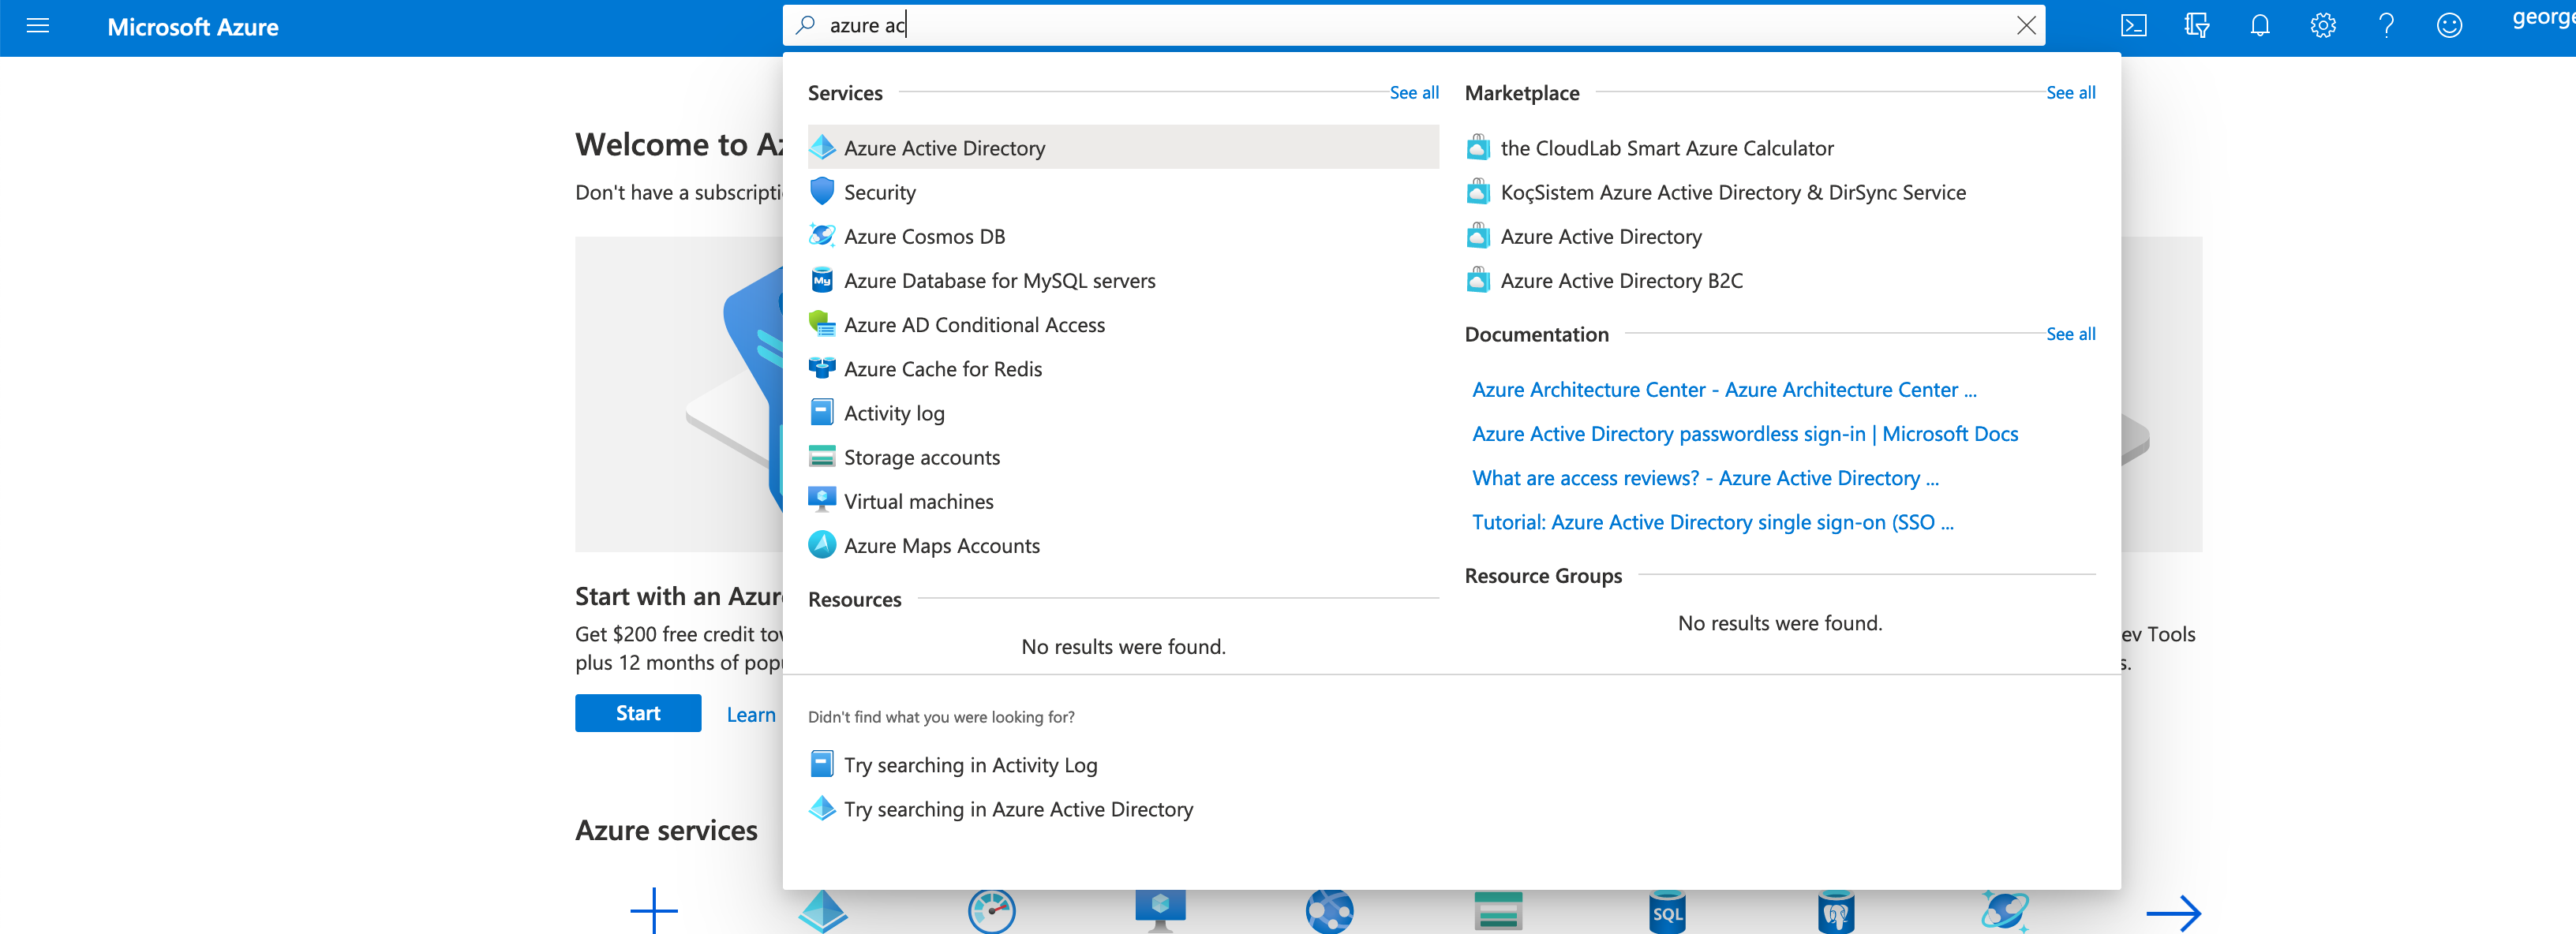 Microsoft Azure
azure ac
george
Welcome to Az
Don't have a subscripti
Services
See all
Azure Active Directory
Security
Azure Cosmos DB
My
Azure Database for MySQL servers
Azure AD Conditional Access
Azure Cache for Redis
Activity log
Storage accounts
Virtual machines
Azure Maps Accounts
Resources
No results were found.
Marketplace
See all
the CloudLab Smart Azure Calculator
KoçSistem Azure Active Directory & DirSync Service
Azure Active Directory
Azure Active Directory B2C
Documentation
See all
Azure Architecture Center - Azure Architecture Center ...
Azure Active Directory passwordless sign-in | Microsoft Docs
What are access reviews? - Azure Active Directory ...
Tutorial: Azure Active Directory single sign-on (SSO ...
Resource Groups
No results were found.
Didn't find what you were looking for?
Try searching in Activity Log
Try searching in Azure Active Directory
Start with an Azur
Get $200 free credit to
plus 12 months of pop
Start
Learn
ev Tools
s.
Azure services
SQL